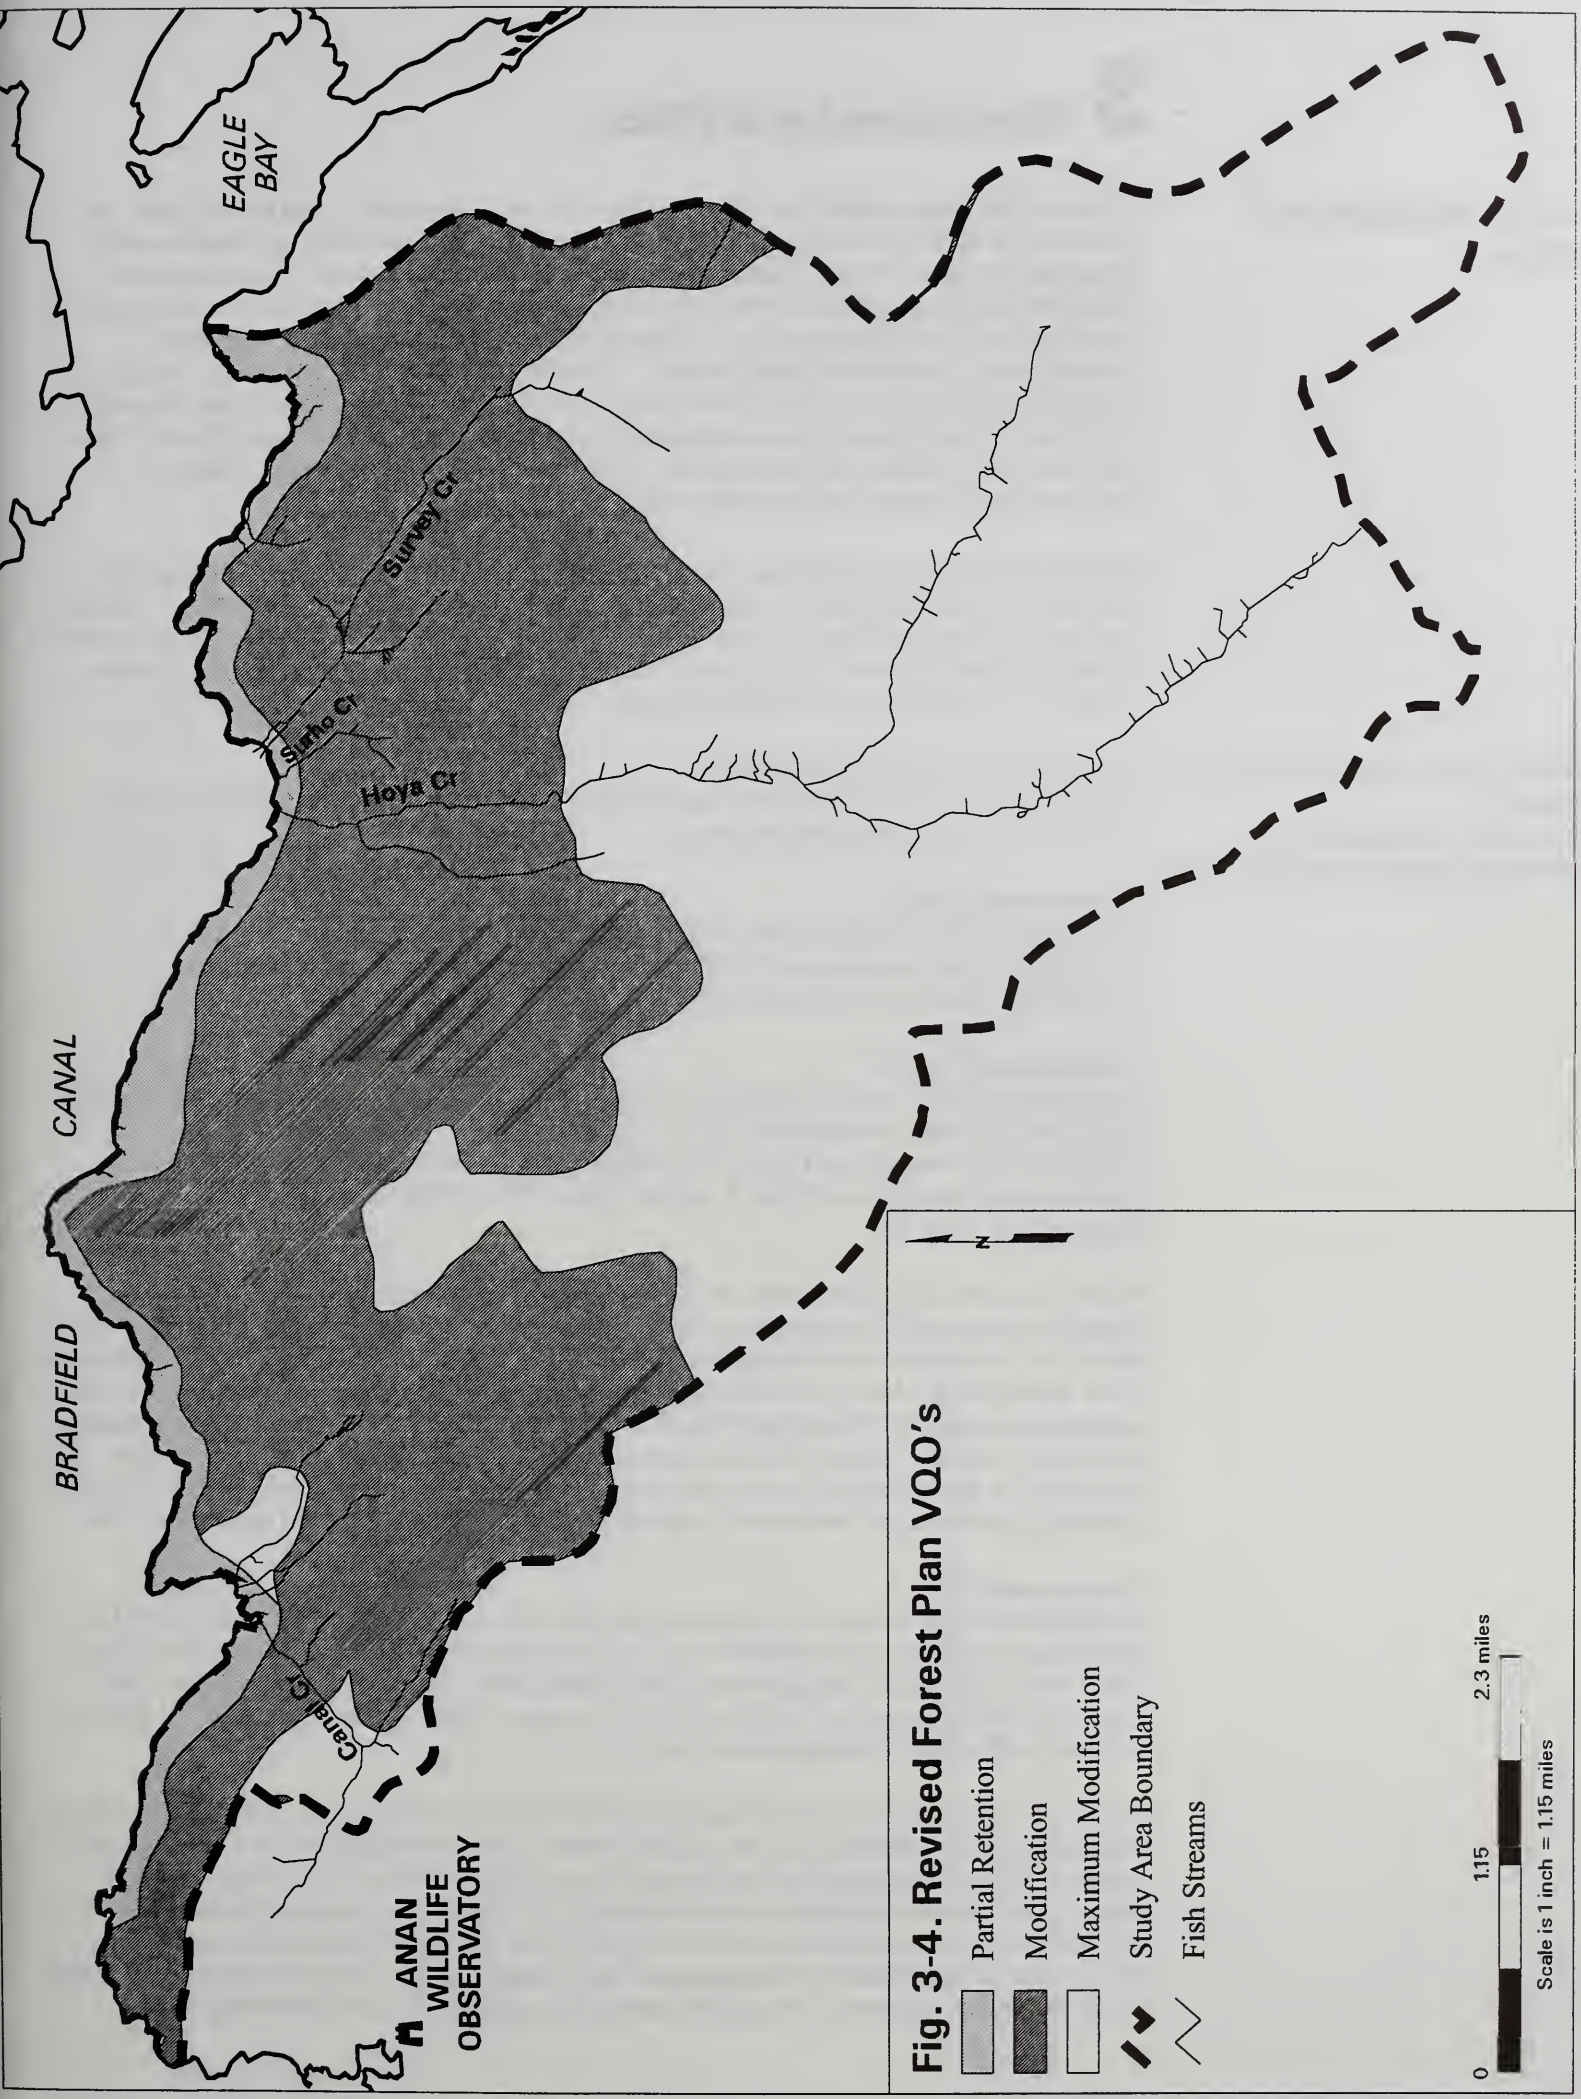 BRADFIELD CANAL
EAGLE
BAY
Canal Cr
Hoya Cr
Surho Cr
Survey Cr
ANAN
WILDLIFE
OBSERVATORY
Fig. 3-4. Revised Forest Plan VQO's
Partial Retention
Modification
Maximum Modification
Study Area Boundary
Fish Streams
N
0 1.15 2.3 miles
Scale is 1 inch = 1.15 miles